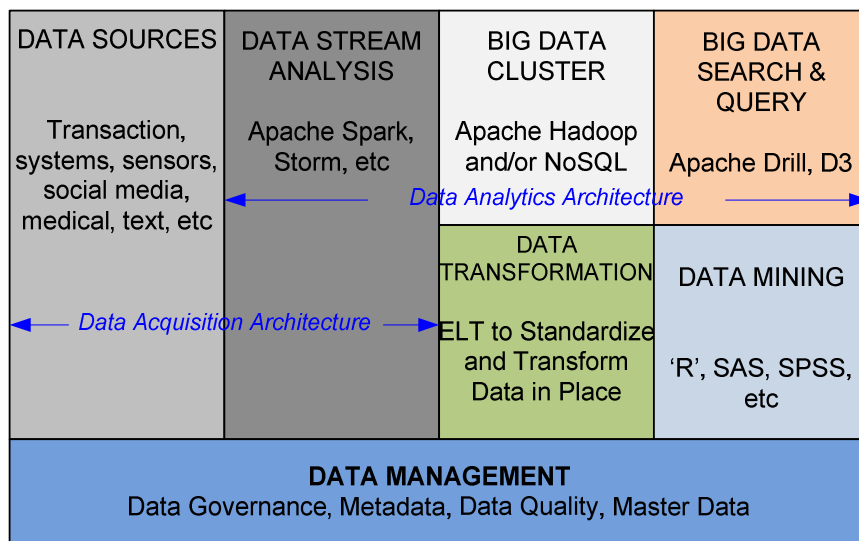 DATA SOURCES
Transaction,
systems, sensors,
social media,
medical, text, etc
DATA STREAM
ANALYSIS
Apache Spark,
Storm, etc
BIG DATA
CLUSTER
Apache Hadoop
and/or NoSQL
BIG DATA
SEARCH &
QUERY
Apache Drill, D3
Data Analytics Architecture
Data Acquisition Architecture
DATA
TRANSFORMATION
ELT to Standardize
and Transform
Data in Place
DATA MINING
‘R’, SAS, SPSS,
etc
DATA MANAGEMENT
Data Governance, Metadata, Data Quality, Master Data